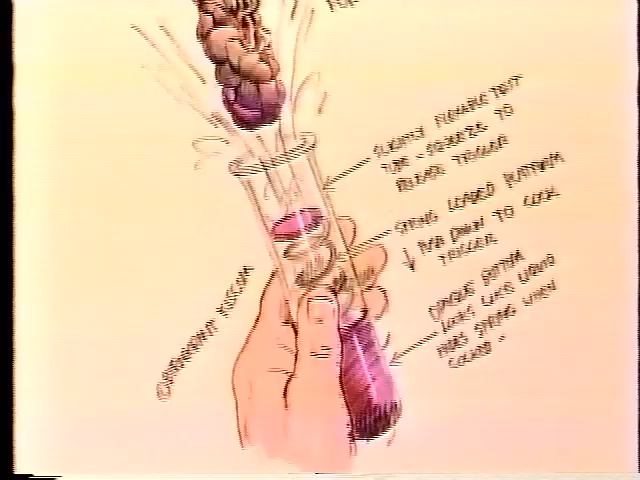 SLIGHTLY FLEXIBLE TEST
TUBE - SQUEEZE TO
RELEASE TRIGGER
SPRING LOADED PLATFORM
↓ PUSH DOWN TO COCK
TRIGGER
OPAQUE BOTTOM
LOOKS LIKE LIQUID
HIDES SPRING WHEN
COCKED